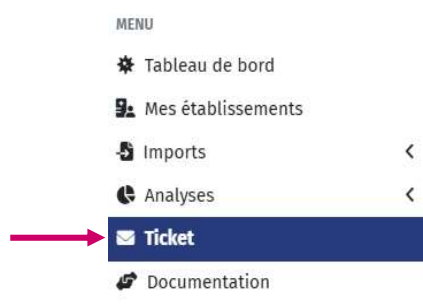 MENU
Tableau de bord
Mes établissements
Imports
Analyses
Ticket
Documentation